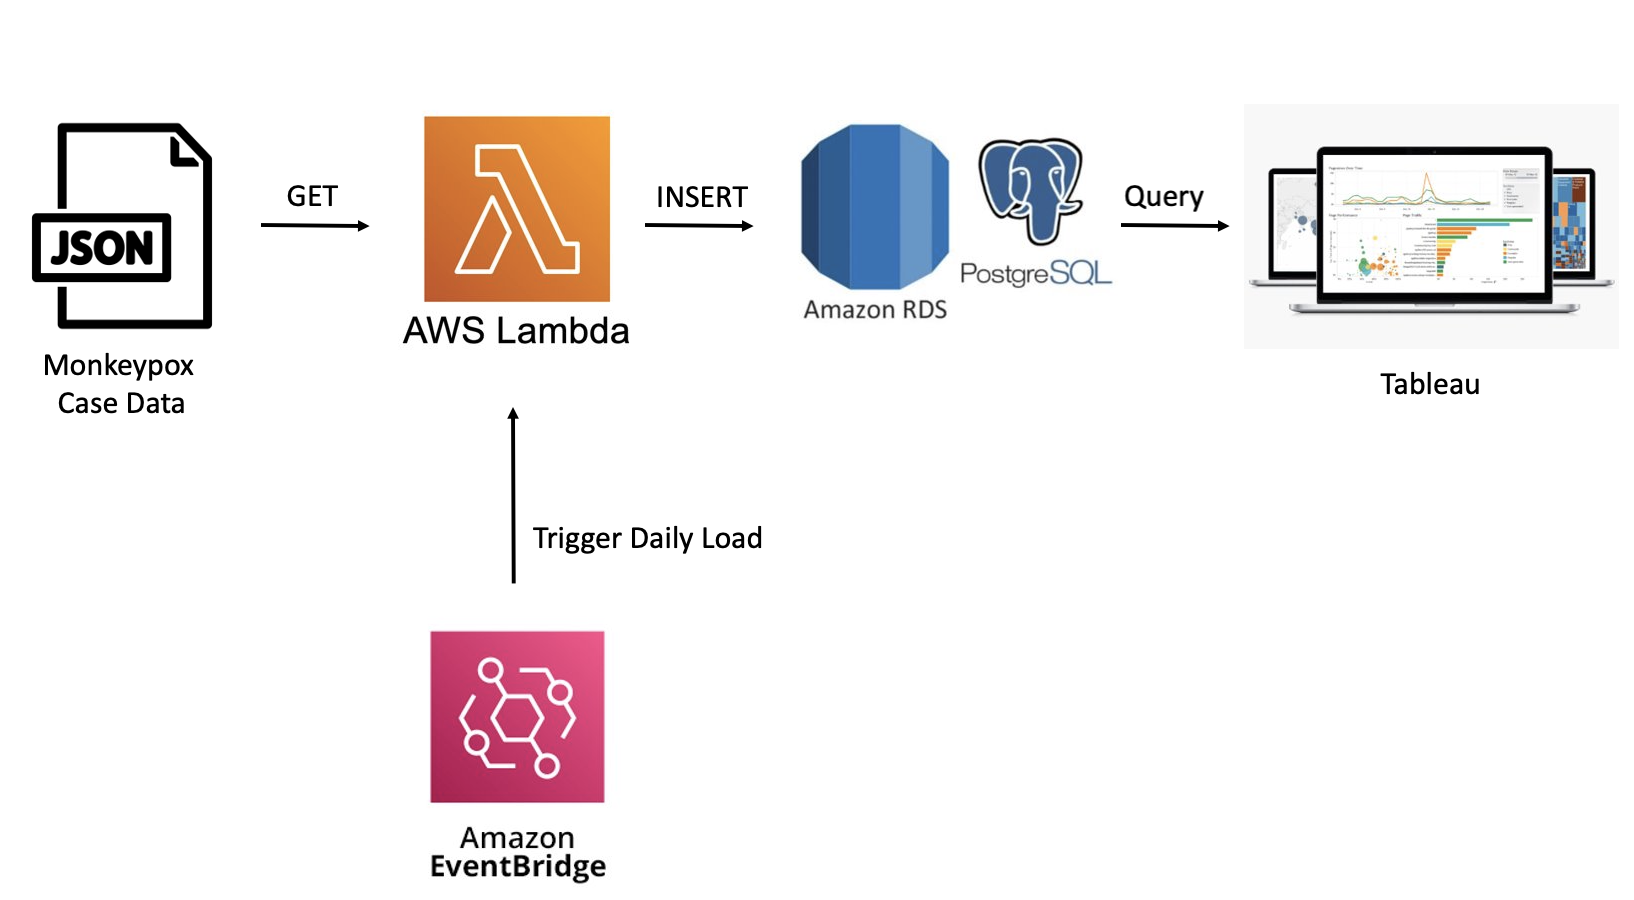 GET
INSERT
Query
JSON
PostgreSQL
Amazon RDS
AWS Lambda
Monkeypox
Case Data
Tableau
Trigger Daily Load
Amazon
EventBridge